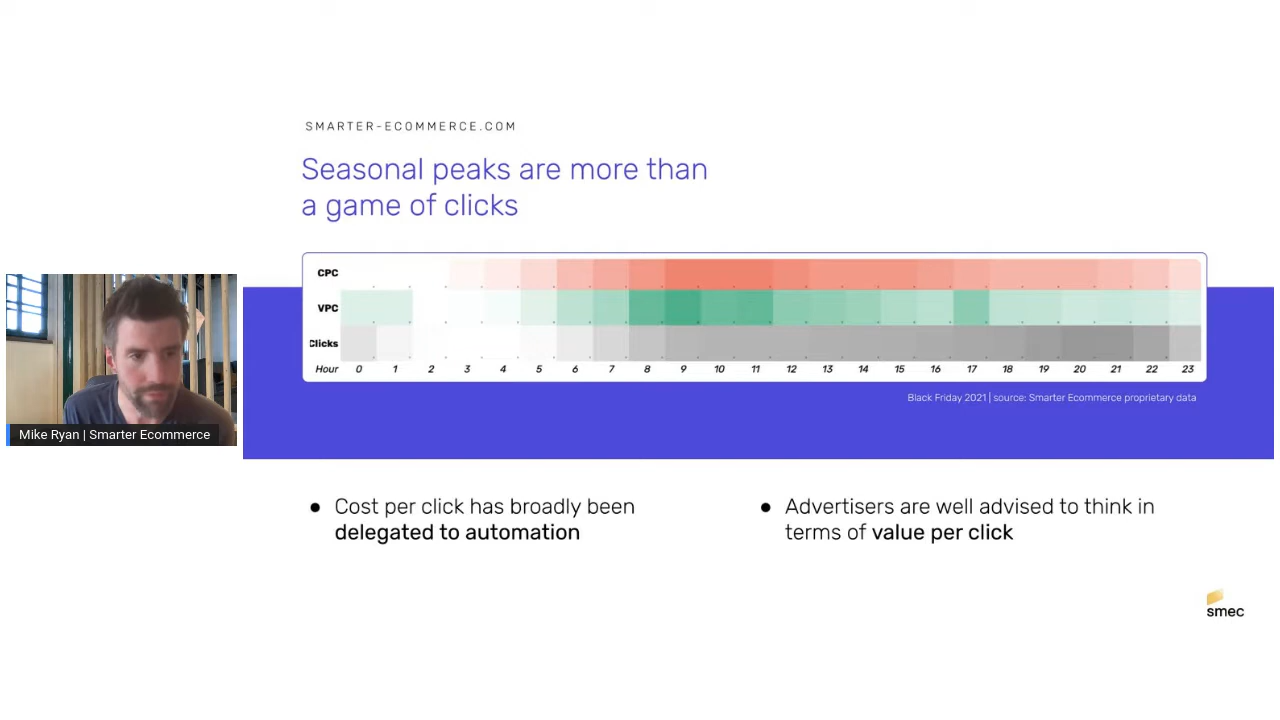 SMARTER-ECOMMERCE.COM
Seasonal peaks are more than
a game of clicks
CPC
VPC
Clicks
Hour 0 1 2 3 4 5 6 7 8 9 10 11 12 13 14 15 16 17 18 19 20 21 22 23
Black Friday 2021 | source: Smarter Ecommerce proprietary data
Mike Ryan | Smarter Ecommerce
● Cost per click has broadly been
delegated to automation
● Advertisers are well advised to think in
terms of value per click
smec